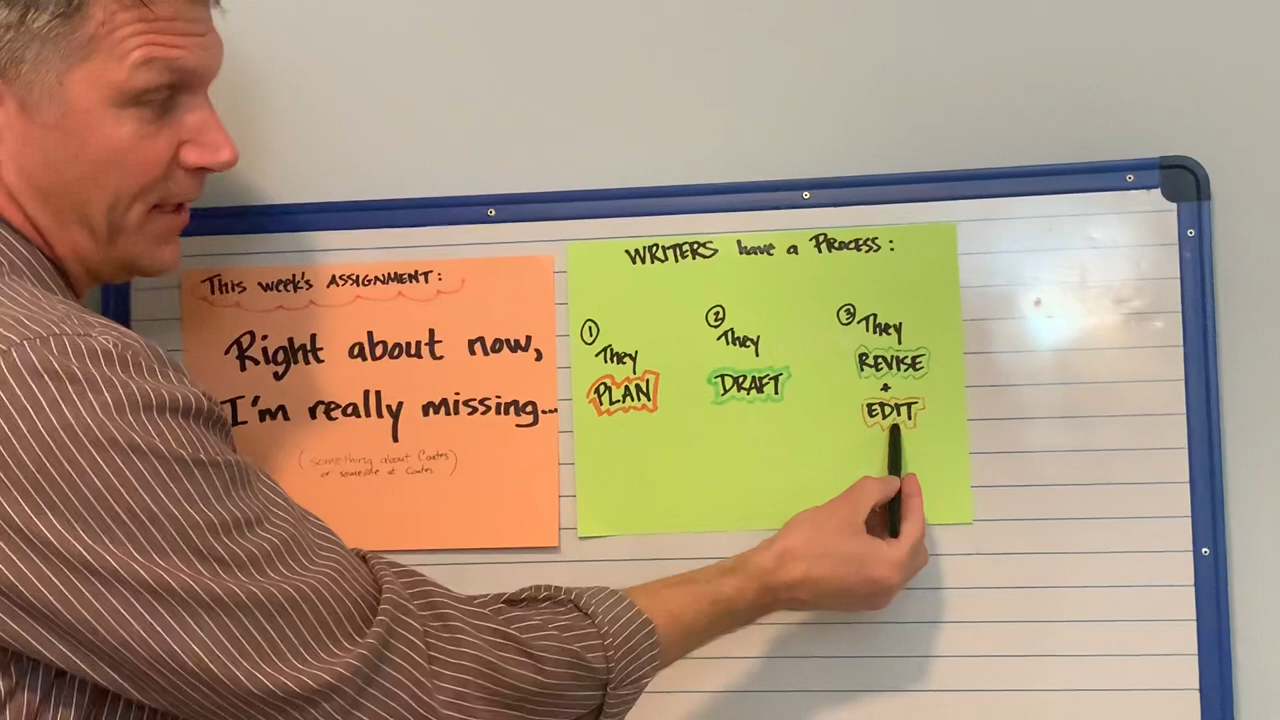 This week's ASSIGNMENT:
Right about now,
I'm really missing...
(something about Coates)
or someone at Coates
WRITERS have a PROCESS:
① They
PLAN
② They
DRAFT
③ They
REVISE
+
EDIT